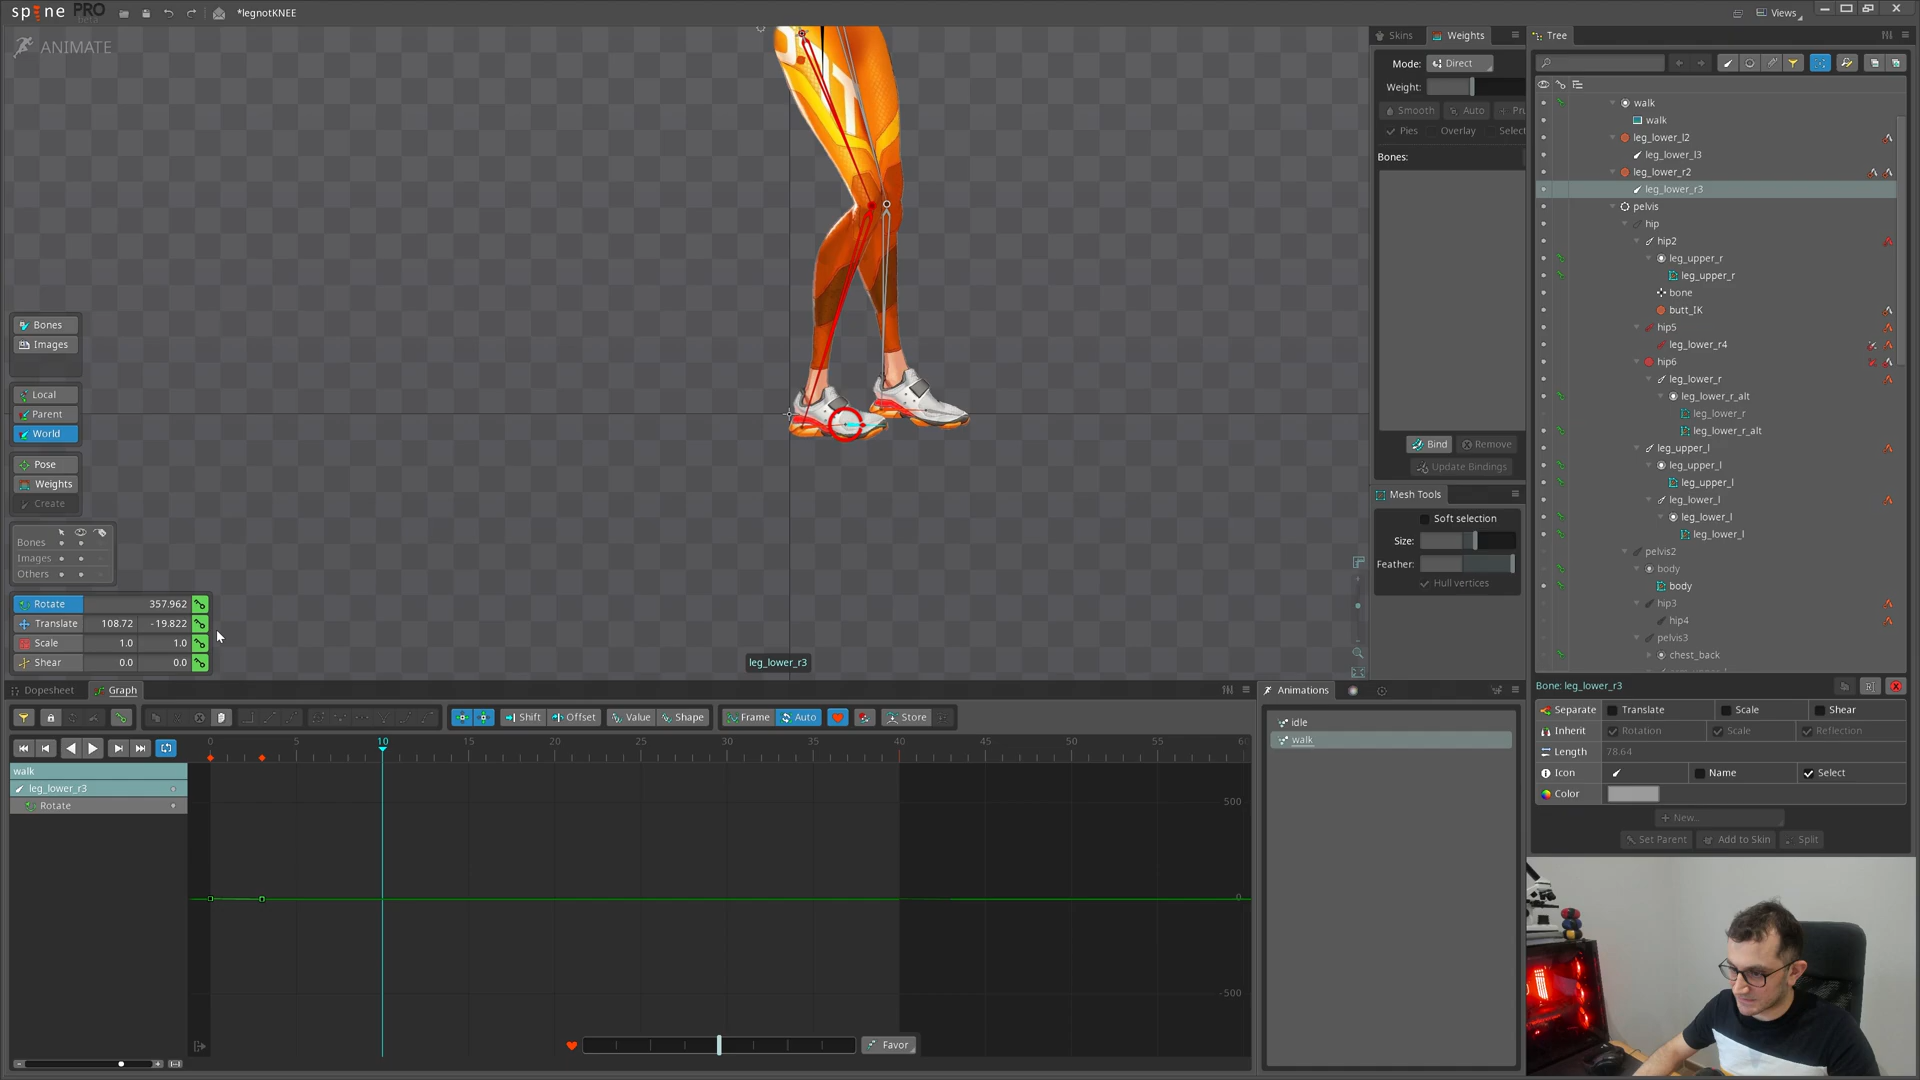 spine PRO beta *legnotKNEE Views
ANIMATE
Skins Weights
Mode: Direct
Weight:
Smooth Auto + Pru
Pies Overlay Select
Bones:
Bind Remove
Update Bindings
Mesh Tools
Soft selection
Size:
Feather:
Hull vertices
Tree
walk
walk
leg_lower_l2
leg_lower_l3
leg_lower_r2
leg_lower_r3
pelvis
hip
hip2
leg_upper_r
leg_upper_r
bone
butt_IK
hip5
leg_lower_r4
hip6
leg_lower_r
leg_lower_r_alt
leg_lower_r
leg_lower_r_alt
leg_upper_l
leg_upper_l
leg_upper_l
leg_lower_l
leg_lower_l
leg_lower_l
pelvis2
body
body
hip3
hip4
pelvis3
chest_back
Bones
Images
Local
Parent
World
Pose
Weights
Create
Bones
Images
Others
Rotate 357.962
Translate 108.72 -19.822
Scale 1.0 1.0
Shear 0.0 0.0
leg_lower_r3
Dopesheet Graph
Shift Offset Value Shape Frame Auto Store
0 5 10 15 20 25 30 35 40 45 50 55 60
walk
leg_lower_r3
Rotate
500
0
-500
Favor
Animations
idle
walk
Bone: leg_lower_r3
Separate Translate Scale Shear
Inherit Rotation Scale Reflection
Length 78.64
Icon Name Select
Color
+ New...
Set Parent Add to Skin Split